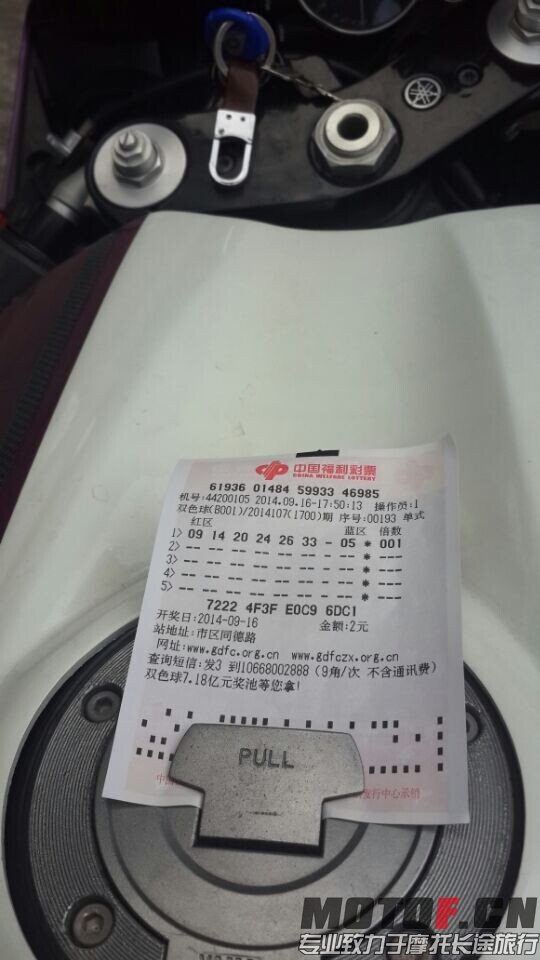 中国福利彩票
CHINA WELFARE LOTTERY
61936 01484 59933 46985
机号:44200105 2014.09.16-17:50:13 操作员:1
双色球(B001)/2014107(1700)期 序号:00193 单式
红区 蓝区 倍数
1> 09 14 20 24 26 33 - 05 * 001
2> -- -- -- -- -- -- - -- * --
3> -- -- -- -- -- -- - -- * --
4> -- -- -- -- -- -- - -- * --
5> -- -- -- -- -- -- - -- * --
7222 4F3F E0C9 6DC1
开奖日:2014-09-16 金额:2元
站地址:市区同德路
网址:www.gdfc.org.cn www.gdfczx.org.cn
查询短信:发3 到10668002888 (9角/次 不含通讯费)
双色球7.18亿元奖池等您拿!
PULL
发行中心承销
MOTOF.CN
专业致力于摩托长途旅行